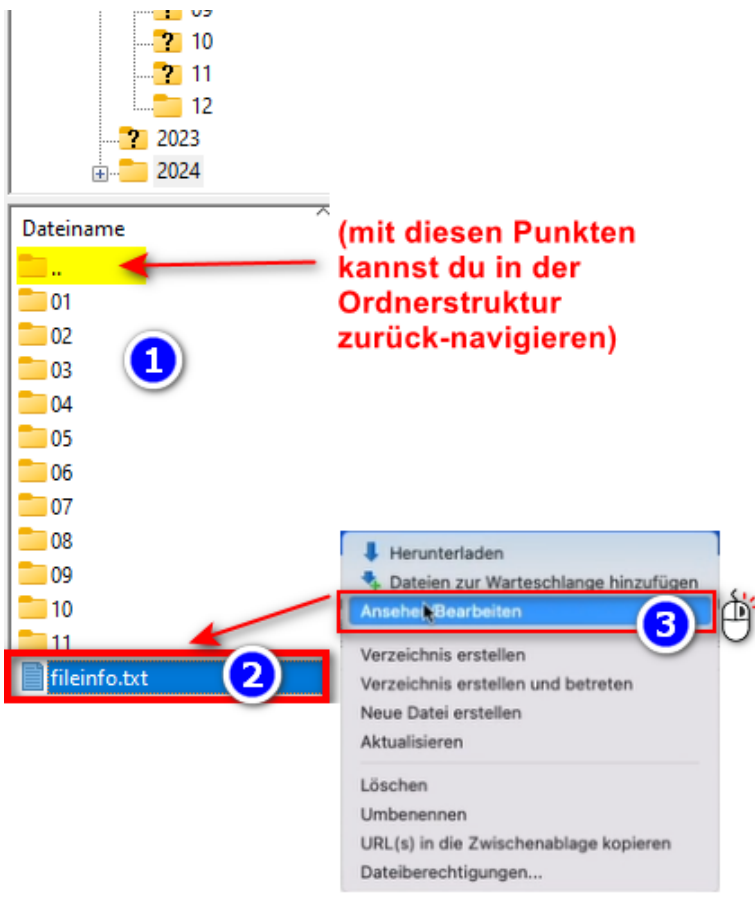 09
? 10
? 11
12
? 2023
2024
Dateiname
..
(mit diesen Punkten
kannst du in der
Ordnerstruktur
zurück-navigieren)
01
02
03
1
04
05
06
07
08
09
10
11
fileinfo.txt
2
Herunterladen
Dateien zur Warteschlange hinzufügen
Ansehen/Bearbeiten
3
Verzeichnis erstellen
Verzeichnis erstellen und betreten
Neue Datei erstellen
Aktualisieren
Löschen
Umbenennen
URL(s) in die Zwischenablage kopieren
Dateiberechtigungen...